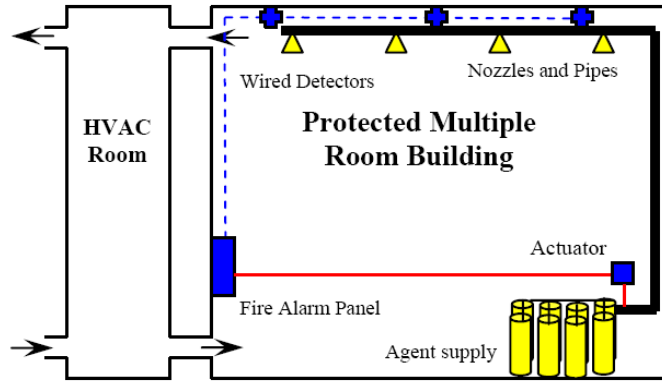 Wired Detectors
Nozzles and Pipes
HVAC
Room
Protected Multiple
Room Building
Actuator
Fire Alarm Panel
Agent supply